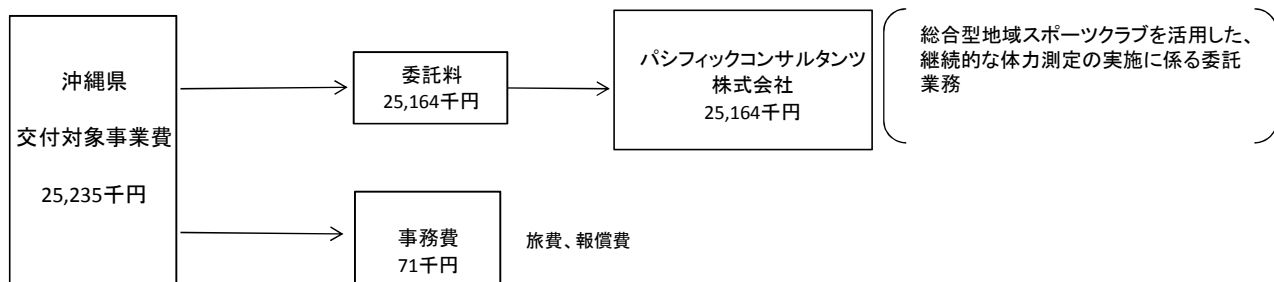 沖縄県
交付対象事業費
25,235千円
委託料
25,164千円
パシフィックコンサルタンツ
株式会社
25,164千円
総合型地域スポーツクラブを活用した、
継続的な体力測定の実施に係る委託
業務
事務費
71千円
旅費、報償費